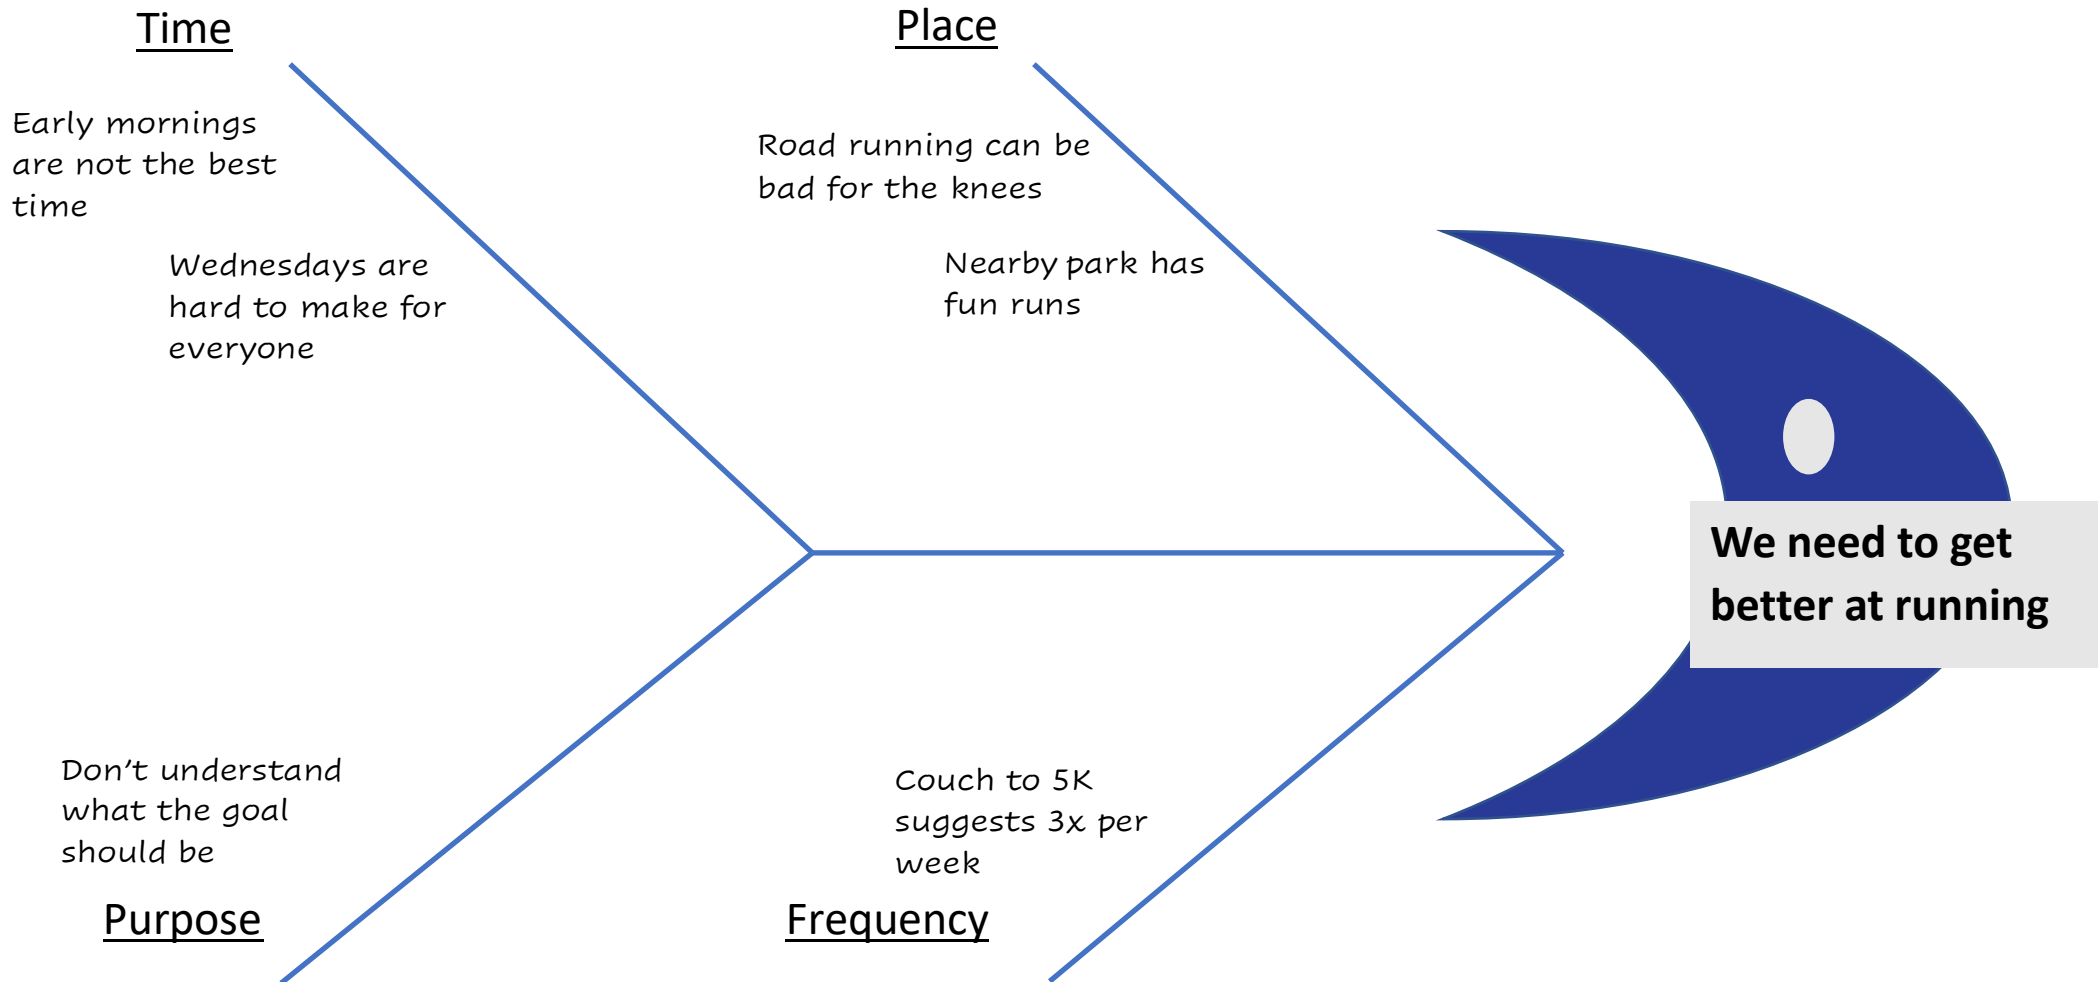 Time
Early mornings
are not the best
time
Wednesdays are
hard to make for
everyone
Place
Road running can be
bad for the knees
Nearby park has
fun runs
We need to get
better at running
Don't understand
what the goal
should be
Purpose
Couch to 5K
suggests 3x per
week
Frequency